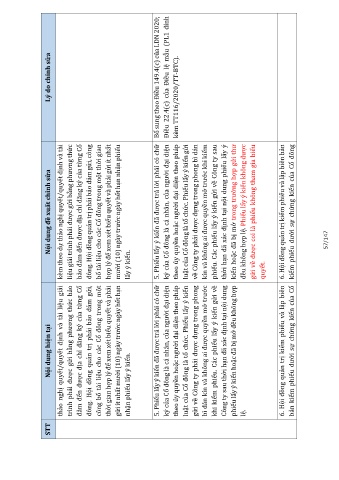 STT
Nội dung hiện tại
Nội dung đề xuất chỉnh sửa
Lý do chỉnh sửa
thảo nghị quyết/quyết định và tài liệu giải
trình phải được gửi bằng phương thức bảo
đảm đến được địa chỉ đăng ký của từng Cổ
đông. Hội đồng quản trị phải bảo đảm gửi,
công bố tài liệu cho các Cổ đông trong một
thời gian hợp lý để xem xét biểu quyết và phải
gửi ít nhất mười (10) ngày trước ngày hết hạn
nhận phiếu lấy ý kiến.
kèm theo dự thảo nghị quyết/quyết định và tài
liệu giải trình phải được gửi bằng phương thức
bảo đảm đến được địa chỉ đăng ký của từng Cổ
đông. Hội đồng quản trị phải bảo đảm gửi, công
bố tài liệu cho các Cổ đông trong một thời gian
hợp lý để xem xét biểu quyết và phải gửi ít nhất
mười (10) ngày trước ngày hết hạn nhận phiếu
lấy ý kiến.
5. Phiếu lấy ý kiến đã được trả lời phải có chữ
ký của Cổ đông là cá nhân, của người đại diện
theo ủy quyền hoặc người đại diện theo pháp
luật của Cổ đông là tổ chức. Phiếu lấy ý kiến
gửi về Công ty phải được đựng trong phong
bì dán kín và không ai được quyền mở trước
khi kiểm phiếu. Các phiếu lấy ý kiến gửi về
Công ty sau thời hạn đã xác định tại nội dung
phiếu lấy ý kiến hoặc đã bị mở đều không hợp
lệ.
5. Phiếu lấy ý kiến đã được trả lời phải có chữ
ký của Cổ đông là cá nhân, của người đại diện
theo ủy quyền hoặc người đại diện theo pháp
luật của Cổ đông là tổ chức. Phiếu lấy ý kiến gửi
về Công ty phải được đựng trong phong bì dán
kín và không ai được quyền mở trước khi kiểm
phiếu. Các phiếu lấy ý kiến gửi về Công ty sau
thời hạn đã xác định tại nội dung phiếu lấy ý
kiến hoặc đã bị mở trong trường hợp gửi thư
đều không hợp lệ. Phiếu lấy ý kiến không được
gửi về được coi là phiếu không tham gia biểu
quyết.
Bổ sung theo Điều 149.4(c) của LDN 2020;
Điều 22.4(c) của Điều lệ mẫu (PL1 đính
kèm TT116/2020/TT-BTC).
6. Hội đồng quản trị kiểm phiếu và lập biên
bản kiểm phiếu dưới sự chứng kiến của Cổ
6. Hội đồng quản trị kiểm phiếu và lập biên bản
kiểm phiếu dưới sự chứng kiến của Cổ đông
52/147